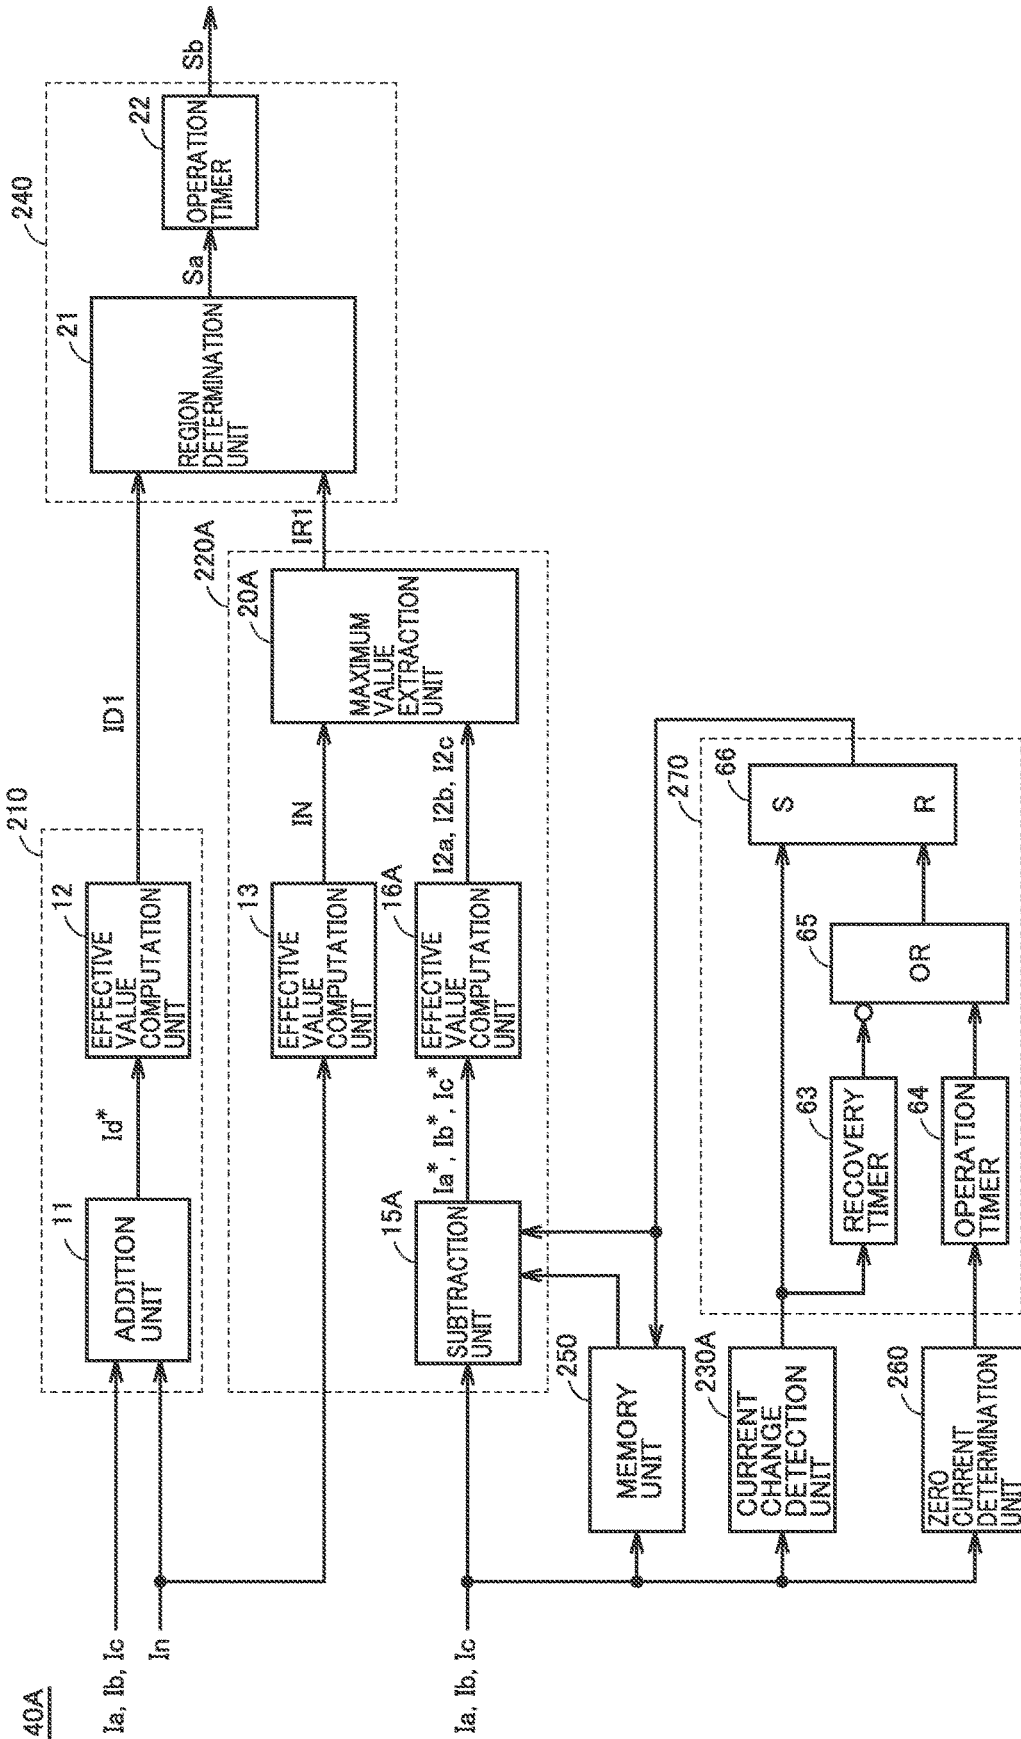 40A
Ia, Ib, Ic
In
210
11
ADDITION
UNIT
Id*
12
EFFECTIVE
VALUE
COMPUTATION
UNIT
ID1
240
21
REGION
DETERMINATION
UNIT
Sa
22
OPERATION
TIMER
Sb
220A
13
EFFECTIVE
VALUE
COMPUTATION
UNIT
IN
20A
MAXIMUM
VALUE
EXTRACTION
UNIT
IR1
Ia, Ib, Ic
15A
SUBTRACTION
UNIT
Ia*, Ib*, Ic*
16A
EFFECTIVE
VALUE
COMPUTATION
UNIT
I2a, I2b, I2c
250
MEMORY
UNIT
230A
CURRENT
CHANGE
DETECTION
UNIT
260
ZERO
CURRENT
DETERMINATION
UNIT
270
63
RECOVERY
TIMER
64
OPERATION
TIMER
65
OR
66
S
R